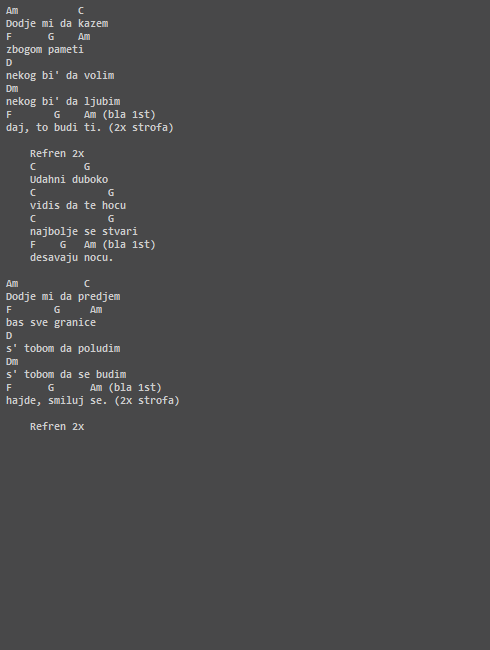 Am          C
Dodje mi da kazem
F      G    Am
zbogom pameti
D
nekog bi' da volim
Dm
nekog bi' da ljubim
F       G    Am (bla 1st)
daj, to budi ti. (2x strofa)

    Refren 2x
    C        G
    Udahni duboko
    C            G
    vidis da te hocu
    C            G
    najbolje se stvari
    F    G   Am (bla 1st)
    desavaju nocu.

Am           C
Dodje mi da predjem
F       G     Am
bas sve granice
D
s' tobom da poludim
Dm
s' tobom da se budim
F      G      Am (bla 1st)
hajde, smiluj se. (2x strofa)

    Refren 2x